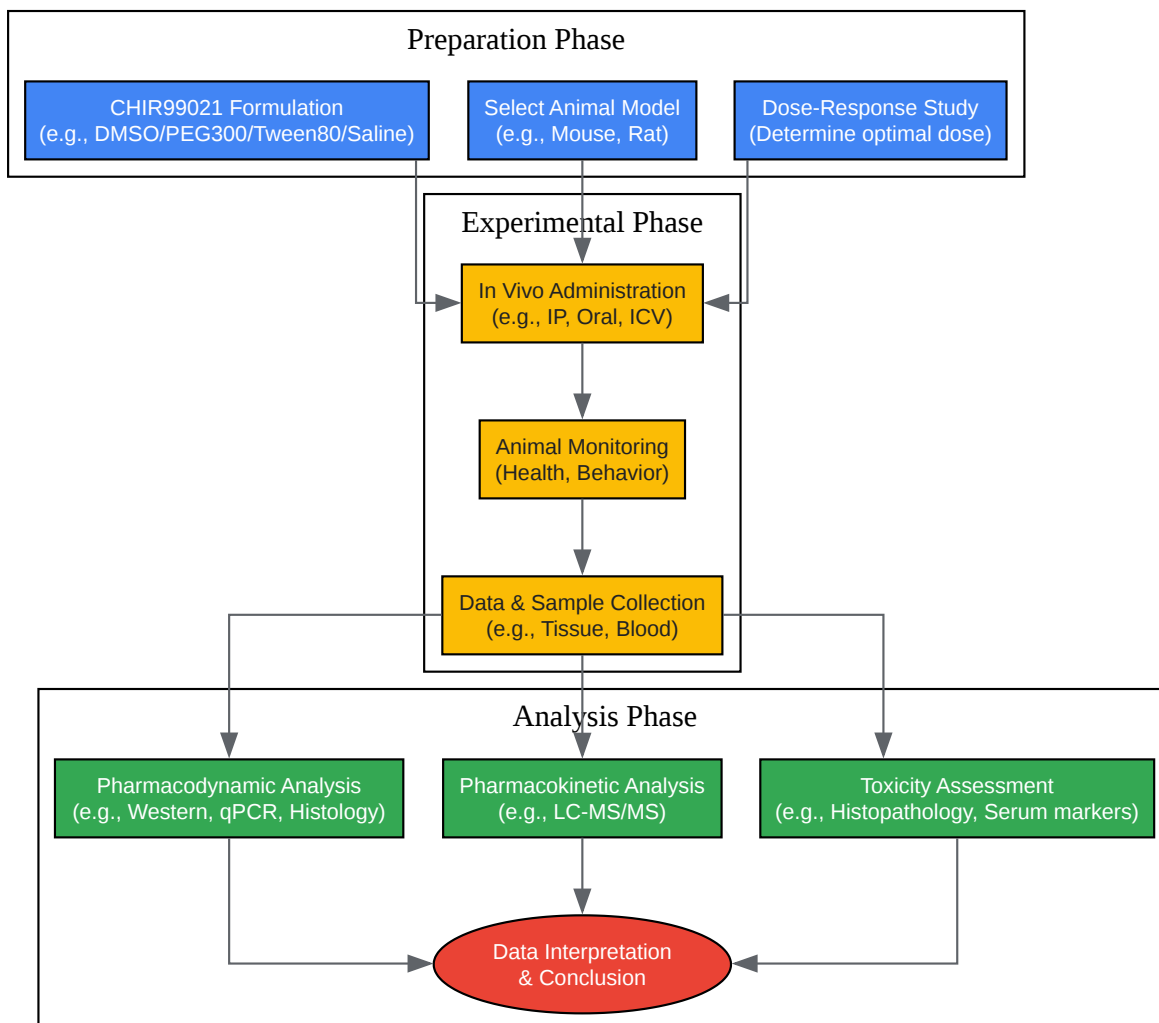 Preparation Phase
CHIR99021 Formulation
(e.g., DMSO/PEG300/Tween80/Saline)
Select Animal Model
(e.g., Mouse, Rat)
Dose-Response Study
(Determine optimal dose)
Experimental Phase
In Vivo Administration
(e.g., IP, Oral, ICV)
Animal Monitoring
(Health, Behavior)
Data & Sample Collection
(e.g., Tissue, Blood)
Analysis Phase
Pharmacodynamic Analysis
(e.g., Western, qPCR, Histology)
Pharmacokinetic Analysis
(e.g., LC-MS/MS)
Toxicity Assessment
(e.g., Histopathology, Serum markers)
Data Interpretation
& Conclusion